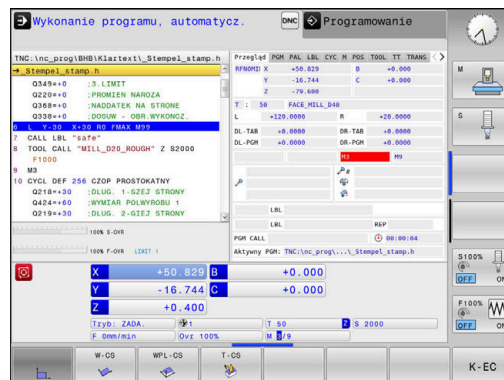 Wykonanie programu, automatycz.
DNC
Programowanie
TNC:\nc_prog\BHB\Klartext\_Stempel_stamp.h
→_Stempel_stamp.h
Q349=+0 ;3.LIMIT
Q220=+0 ;PROMIEN NAROZA
Q368=+0 ;NADDATEK NA STRONE
Q338=+0 ;DOSUW - OBR.WYKONCZ.
6 L Y-30 X+30 R0 FMAX M99
7 CALL LBL "safe"
8 TOOL CALL "MILL_D20_ROUGH" Z S2000
F1000
9 M3
10 CYCL DEF 256 CZOP PROSTOKATNY
Q218=+30 ;DLUG. 1-SZEJ STRONY
Q424=+60 ;WYMIAR POLWYROBU 1
Q219=+30 ;DLUG. 2-GIEJ STRONY
100% S-OVR
100% F-OVR LIMIT 1
Przegląd PGM PAL LBL CYC M POS TOOL TT TRANS
RFNOMI X +50.829 B +0.000
Y -16.744 C +0.000
Z -79.600
T : 50 FACE_MILL_D40
L +120.0000 R +20.0000
DL-TAB +0.0000 DR-TAB +0.0000
DL-PGM +0.0000 DR-PGM +0.0000
M3 M9
LBL
LBL REP
PGM CALL 00:00:04
Aktywny PGM: TNC:\nc_prog\...\_Stempel_stamp.h
X +50.829 B +0.000
Y -16.744 C +0.000
Z +0.400
Tryb: ZADA. 1 T 50 Z S 2000
F 0mm/min Ovr 100% M 3/9
W-CS WPL-CS T-CS
M
S
S100%
OFF ON
F100%
OFF ON
K-EC